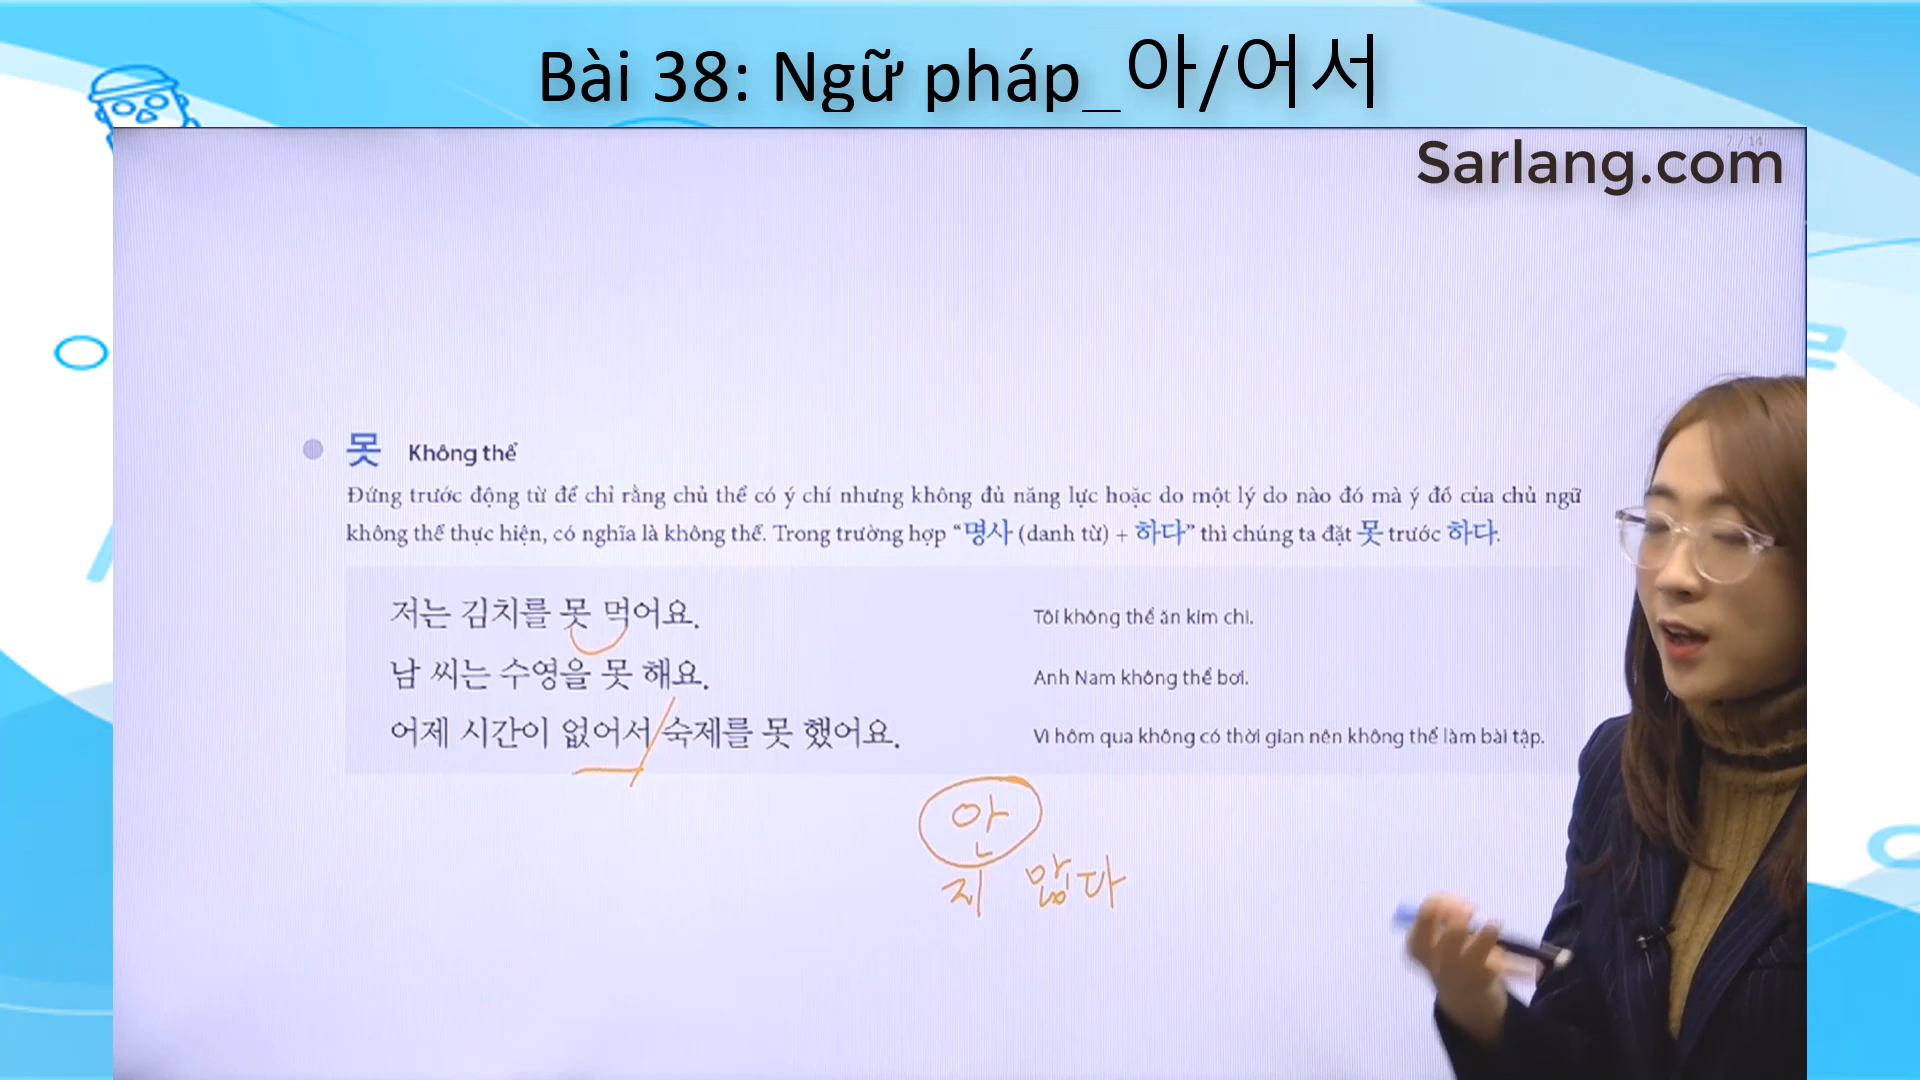 Bài 38: Ngữ pháp_아/어서
7 / 14
Sarlang.com
못 Không thể
Đứng trước động từ để chỉ rằng chủ thể có ý chí nhưng không đủ năng lực hoặc do một lý do nào đó mà ý đồ của chủ ngữ
không thể thực hiện, có nghĩa là không thể. Trong trường hợp “명사 (danh từ) + 하다” thì chúng ta đặt 못 trước 하다.
저는 김치를 못 먹어요. Tôi không thể ăn kim chi.
남 씨는 수영을 못 해요. Anh Nam không thể bơi.
어제 시간이 없어서 숙제를 못 했어요. Vì hôm qua không có thời gian nên không thể làm bài tập.
안
지 않다